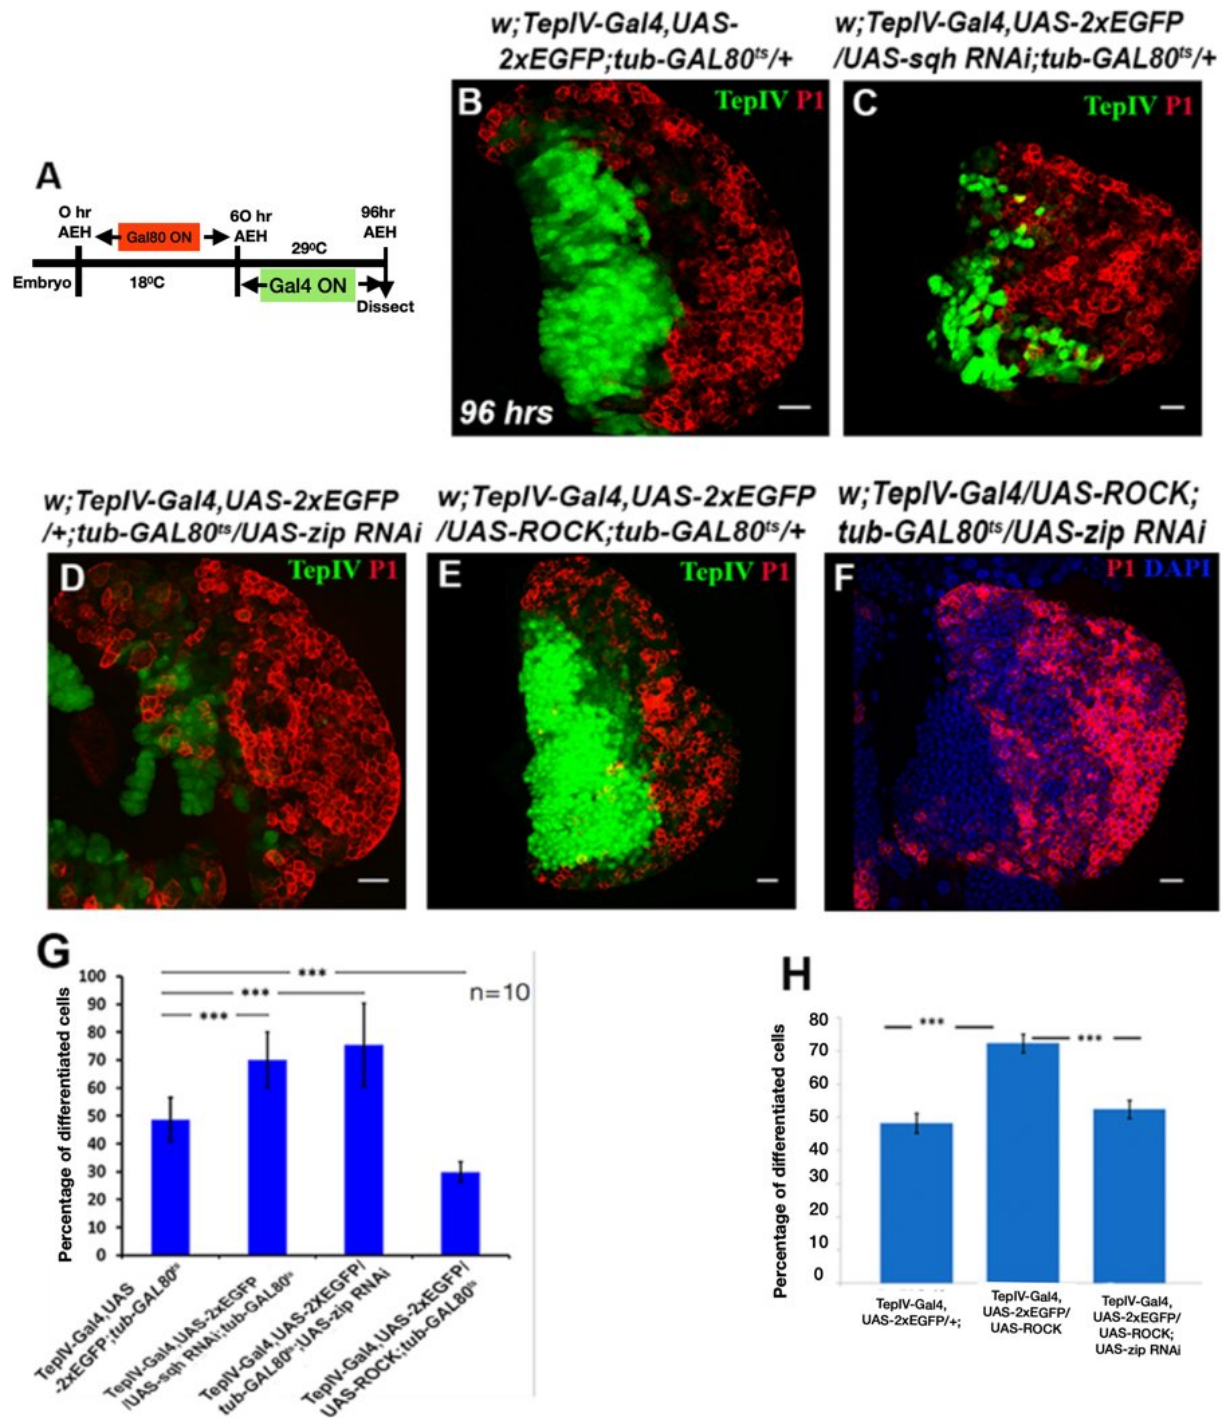 w;TepIV-Gal4,UAS-
2xEGFP;tub-GAL80ts/+
w;TepIV-Gal4,UAS-2xEGFP
/UAS-sqh RNAi;tub-GAL80ts/+
A
O hr
AEH
Gal80 ON
6O hr
AEH
29⁰C
96hr
AEH
Embryo
18⁰C
Gal4 ON
Dissect
B
TepIV P1
96 hrs
C
TepIV P1
w;TepIV-Gal4,UAS-2xEGFP
/+;tub-GAL80ts/UAS-zip RNAi
w;TepIV-Gal4,UAS-2xEGFP
/UAS-ROCK;tub-GAL80ts/+
w;TepIV-Gal4/UAS-ROCK;
tub-GAL80ts/UAS-zip RNAi
D
TepIV P1
E
TepIV P1
F
P1 DAPI
G
Percentage of differentiated cells
100
90
80
70
60
50
40
30
20
10
0
***
***
***
n=10
TepIV-Gal4,UAS
-2xEGFP;tub-GAL80ts
TepIV-Gal4,UAS-2xEGFP
/UAS-sqh RNAi;tub-GAL80ts
TepIV-Gal4,UAS-2XEGFP/
tub-GAL80ts;UAS-zip RNAi
TepIV-Gal4,UAS-2xEGFP/
UAS-ROCK;tub-GAL80ts
H
Percentage of differentiated cells
80
70
60
50
40
30
20
10
0
***
***
TepIV-Gal4,
UAS-2xEGFP/+;
TepIV-Gal4,
UAS-2xEGFP/
UAS-ROCK
TepIV-Gal4,
UAS-2xEGFP/
UAS-ROCK;
UAS-zip RNAi